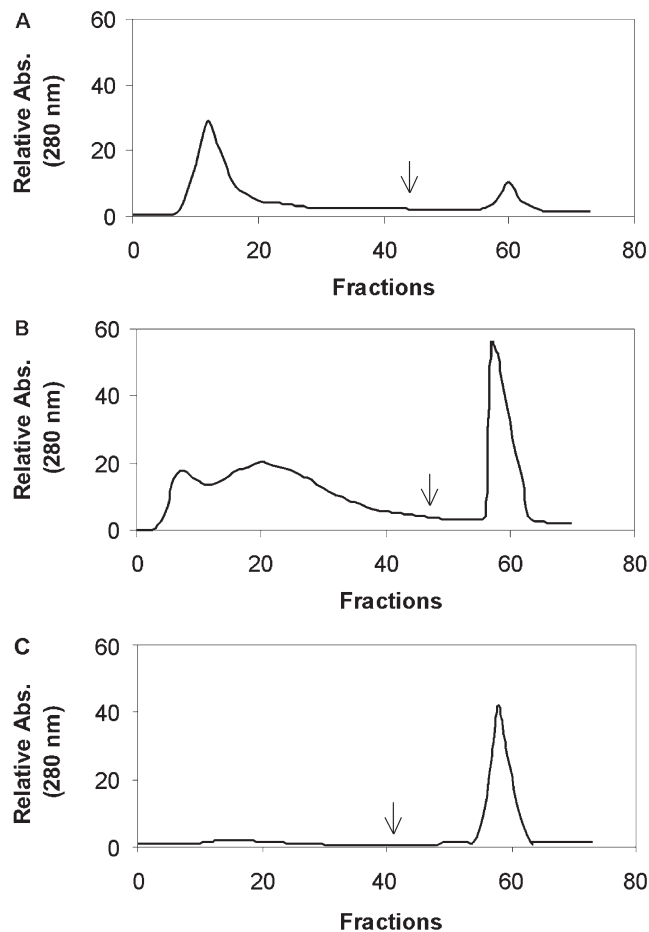 A
Relative Abs.
(280 nm)
60
40
20
0
0 20 40 60 80
Fractions
B
Relative Abs.
(280 nm)
60
40
20
0
0 20 40 60 80
Fractions
C
Relative Abs.
(280 nm)
60
40
20
0
0 20 40 60 80
Fractions